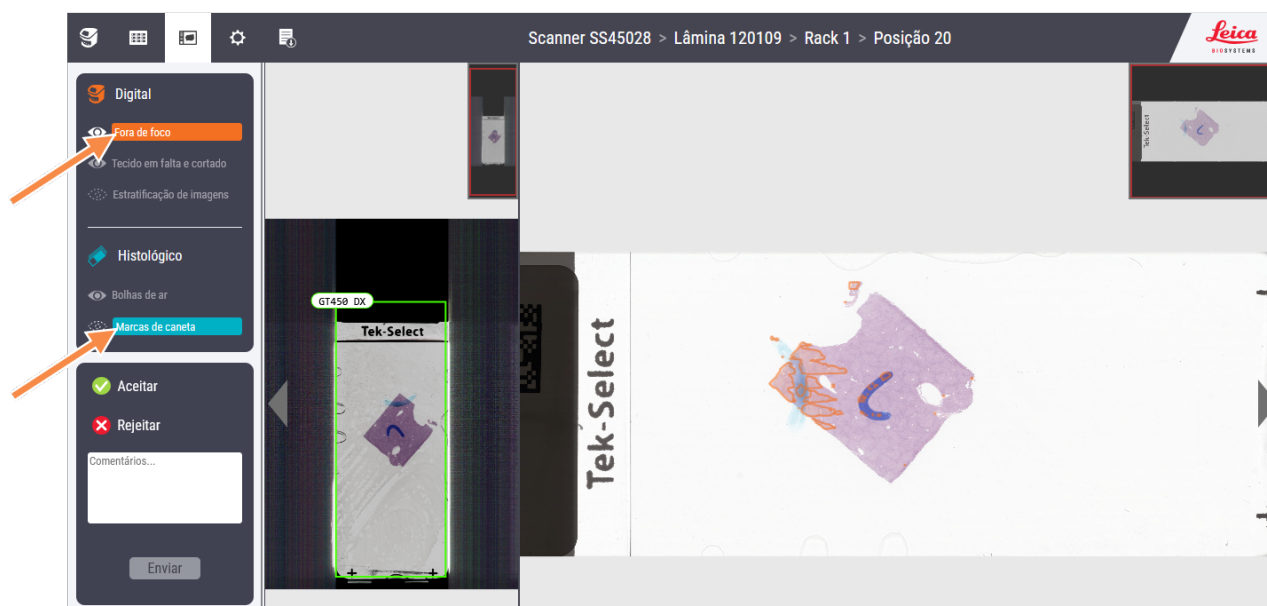 Scanner SS45028 > Lâmina 120109 > Rack 1 > Posição 20
Leica
BIOSYSTEMS
Digital
Fora de foco
Tecido em falta e cortado
Estratificação de imagens
Histológico
Bolhas de ar
Marcas de caneta
Aceitar
Rejeitar
Comentários...
Enviar
GT450 DX
Tek-Select
Tek-Select
Tek-Select